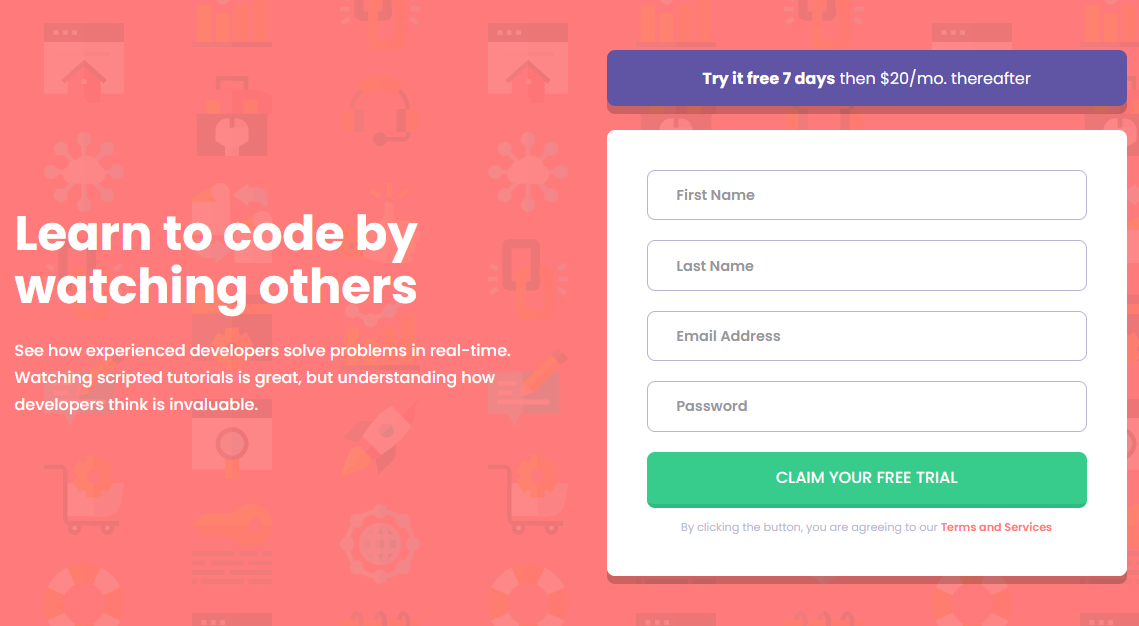 Learn to code by
watching others
See how experienced developers solve problems in real-time.
Watching scripted tutorials is great, but understanding how
developers think is invaluable.
Try it free 7 days then $20/mo. thereafter
First Name
Last Name
Email Address
Password
CLAIM YOUR FREE TRIAL
By clicking the button, you are agreeing to our Terms and Services